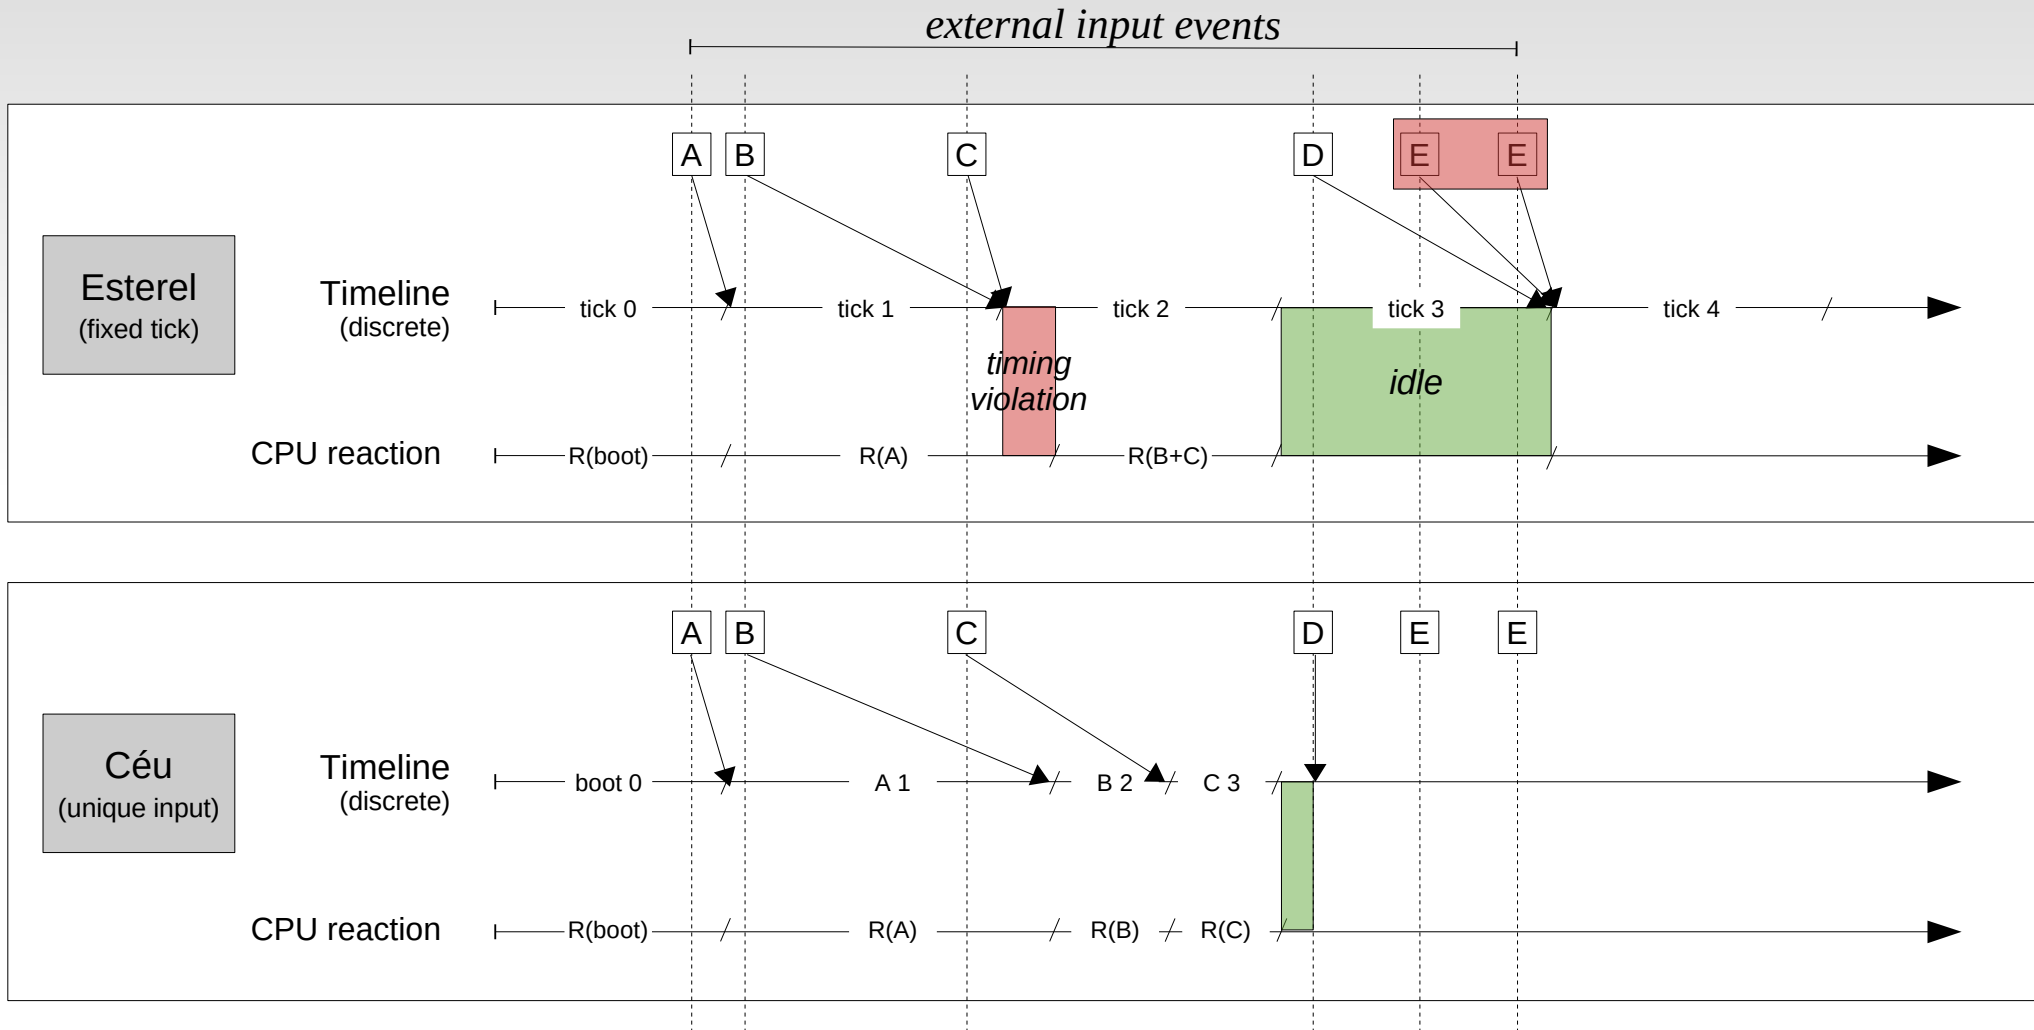 external input events
A B C D E E
Esterel
(fixed tick)
Timeline
(discrete)
tick 0 tick 1 tick 2 tick 3 tick 4
timing
violation
idle
CPU reaction
R(boot) R(A) R(B+C)
A B C D E E
Céu
(unique input)
Timeline
(discrete)
boot 0 A 1 B 2 C 3
CPU reaction
R(boot) R(A) R(B) R(C)